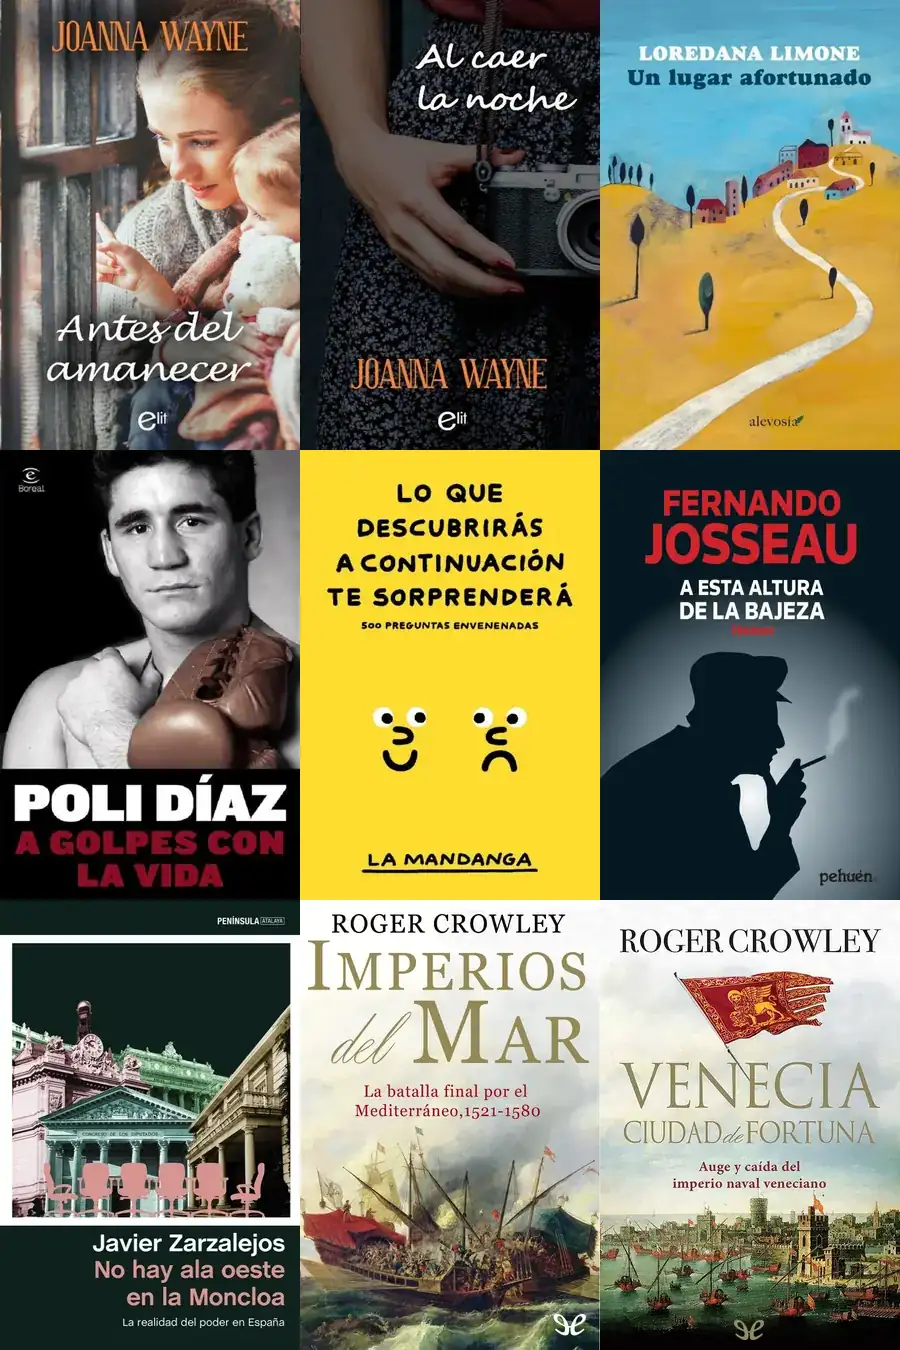 JOANNA WAYNE
Antes del
amanecer
elit
Al caer
la noche
JOANNA WAYNE
elit
LOREDANA LIMONE
Un lugar afortunado
alevosía
e
Boreal
POLI DÍAZ
A GOLPES CON
LA VIDA
LO QUE
DESCUBRIRÁS
A CONTINUACIÓN
TE SORPRENDERÁ
500 PREGUNTAS ENVENENADAS
LA MANDANGA
FERNANDO
JOSSEAU
A ESTA ALTURA
DE LA BAJEZA
pehuén
PENÍNSULA ATALAYA
CONGRESO DE LOS DIPUTADOS
Javier Zarzalejos
No hay ala oeste
en la Moncloa
La realidad del poder en España
ROGER CROWLEY
IMPERIOS
del MAR
La batalla final por el
Mediterráneo,1521-1580
ROGER CROWLEY
VENECIA
CIUDAD de FORTUNA
Auge y caída del
imperio naval veneciano